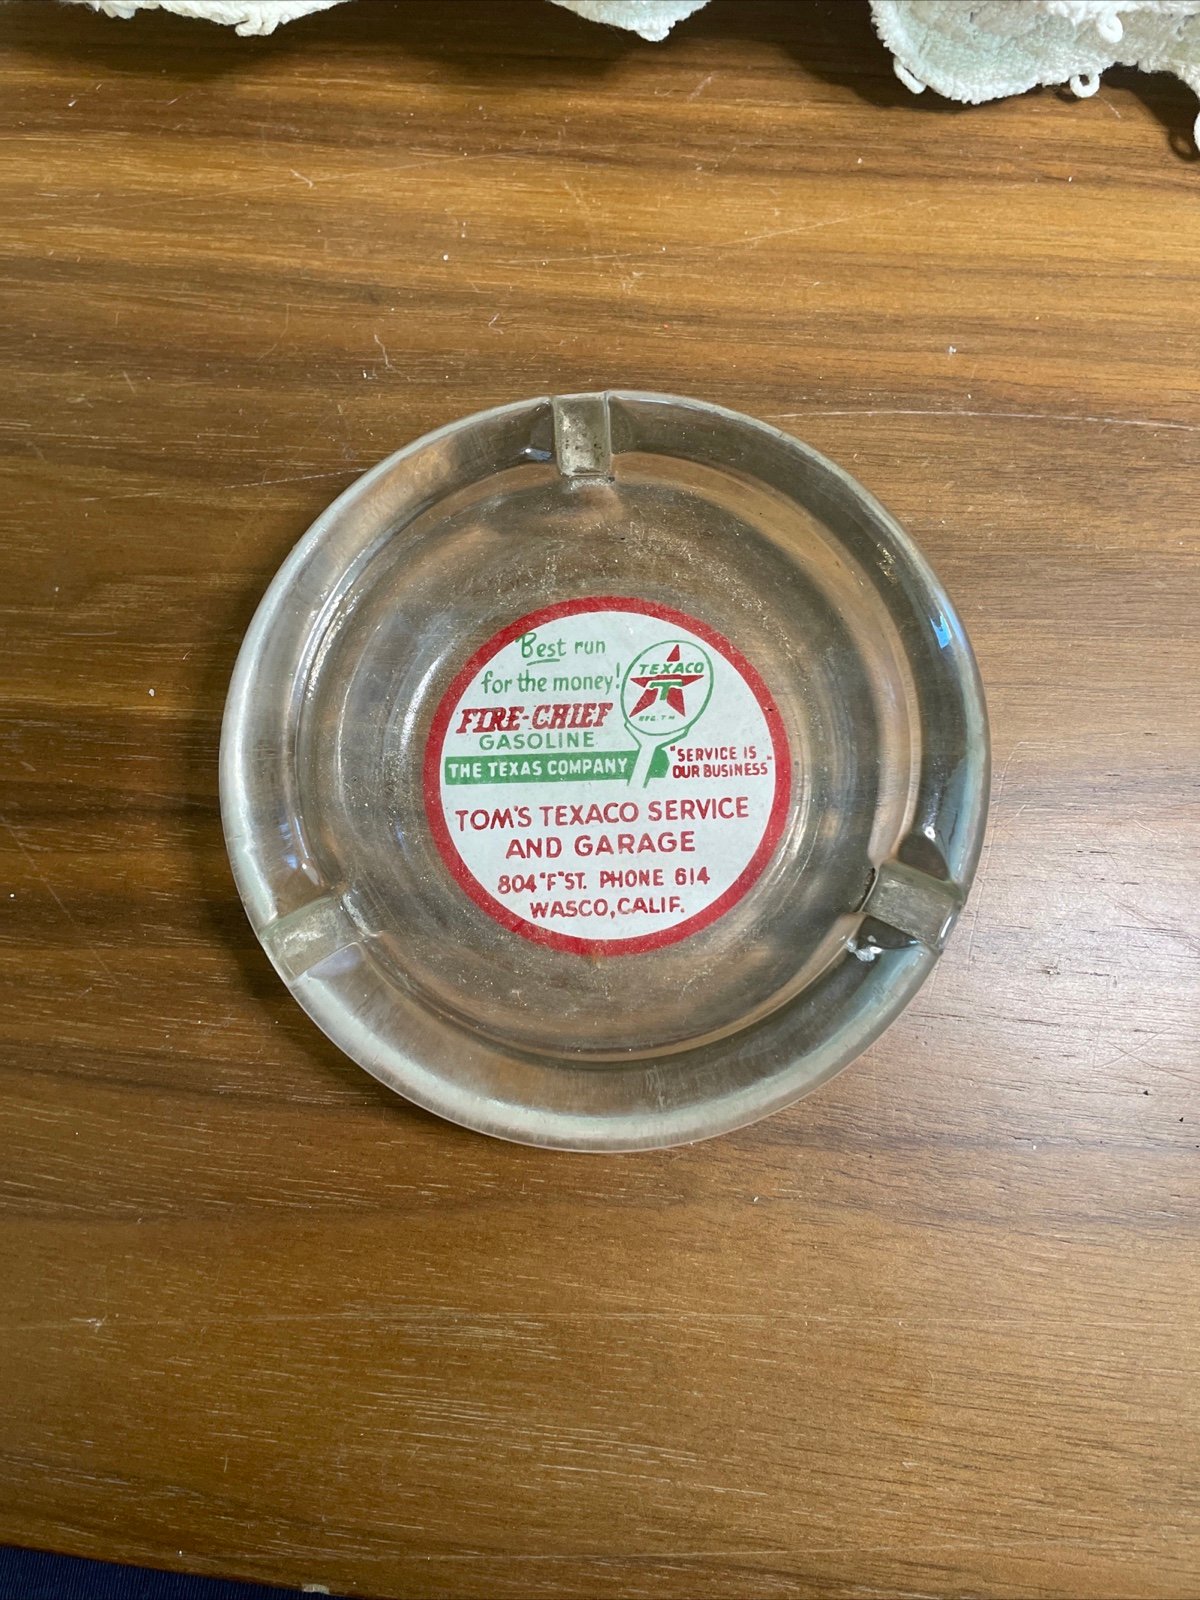 Best run
for the money!
FIRE-CHIEF
GASOLINE
THE TEXAS COMPANY
TEXACO
T
REG. T M
"SERVICE IS
OUR BUSINESS"
TOM'S TEXACO SERVICE
AND GARAGE
804 "F" ST. PHONE 614
WASCO, CALIF.